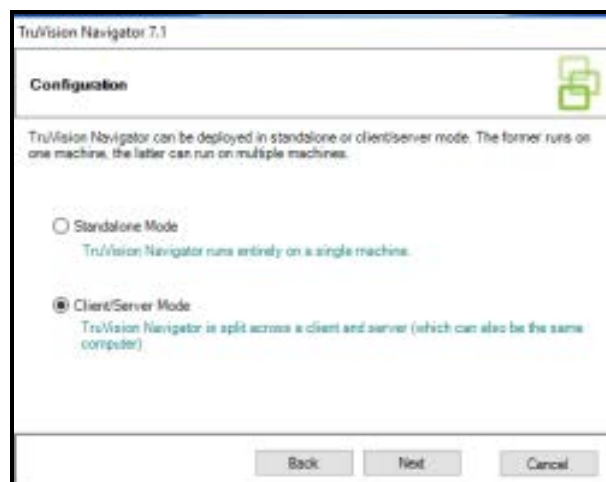 TruVision Navigator 7.1
Configuration
TruVision Navigator can be deployed in standalone or client/server mode. The former runs on
one machine, the latter can run on multiple machines.
Standalone Mode
TruVision Navigator runs entirely on a single machine.
Client/Server Mode
TruVision Navigator is split across a client and server (which can also be the same
computer)
Back Next Cancel